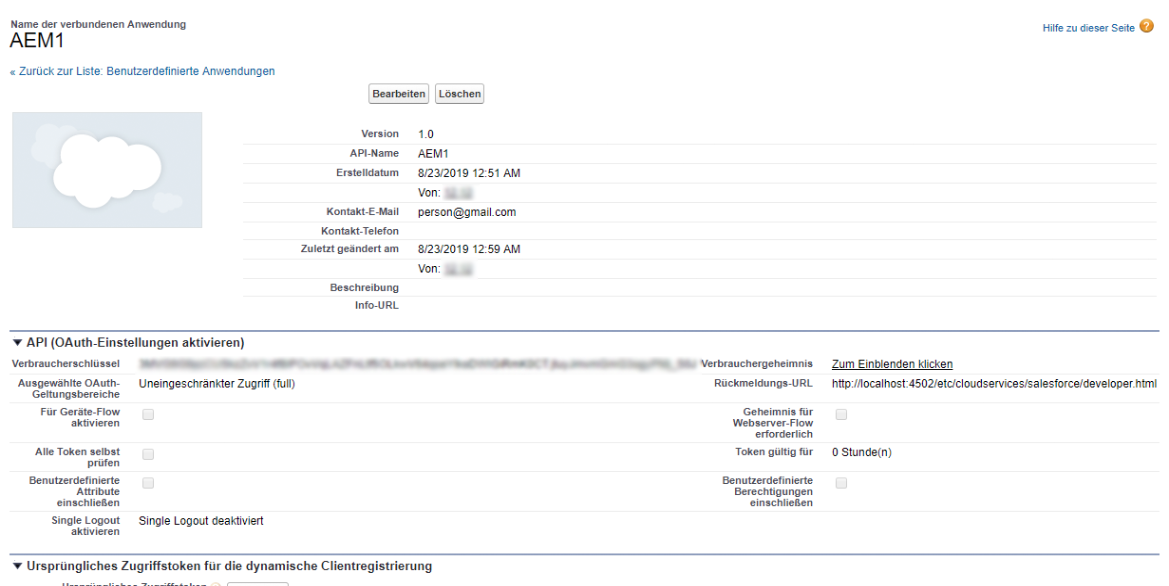 Name der verbundenen Anwendung
AEM1
Hilfe zu dieser Seite
« Zurück zur Liste: Benutzerdefinierte Anwendungen
Bearbeiten Löschen
Version 1.0
API-Name AEM1
Erstelldatum 8/23/2019 12:51 AM
Von:
Kontakt-E-Mail person@gmail.com
Kontakt-Telefon
Zuletzt geändert am 8/23/2019 12:59 AM
Von:
Beschreibung
Info-URL
API (OAuth-Einstellungen aktivieren)
Verbraucherschlüssel
Verbrauchergeheimnis Zum Einblenden klicken
Ausgewählte OAuth-
Geltungsbereiche
Uneingeschränkter Zugriff (full)
Rückmeldungs-URL http://localhost:4502/etc/cloudservices/salesforce/developer.html
Für Geräte-Flow
aktivieren
Geheimnis für
Webserver-Flow
erforderlich
Alle Token selbst
prüfen
Token gültig für 0 Stunde(n)
Benutzerdefinierte
Attribute
einschließen
Benutzerdefinierte
Berechtigungen
einschließen
Single Logout
aktivieren
Single Logout deaktiviert
Ursprüngliches Zugriffstoken für die dynamische Clientregistrierung
Ursprüngliches Zugriffstoken